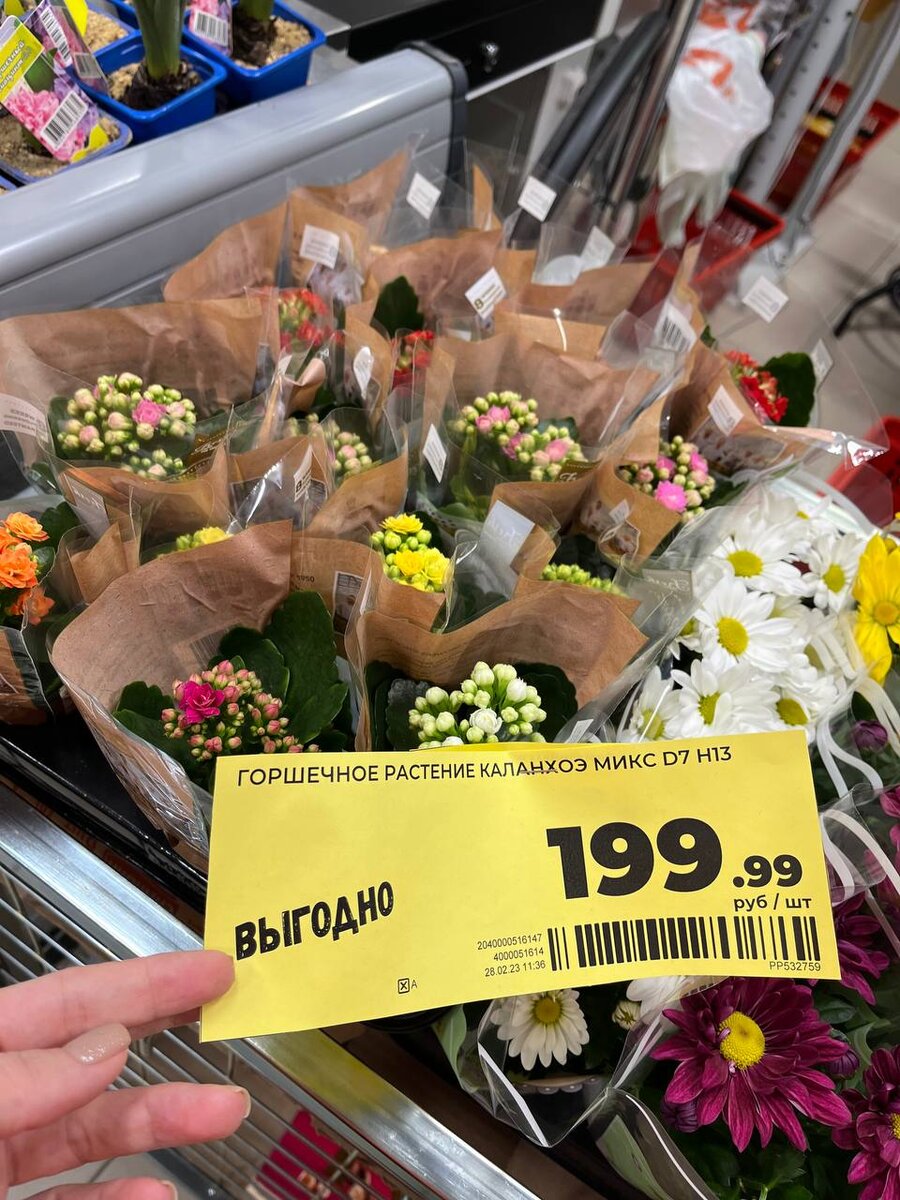 ГОРШЕЧНОЕ РАСТЕНИЕ КАЛАНХОЭ МИКС D7 H13
199.99
руб / шт
ВЫГОДНО
2040000516147
4000051614
28.02.23 11:36
PP532759
A